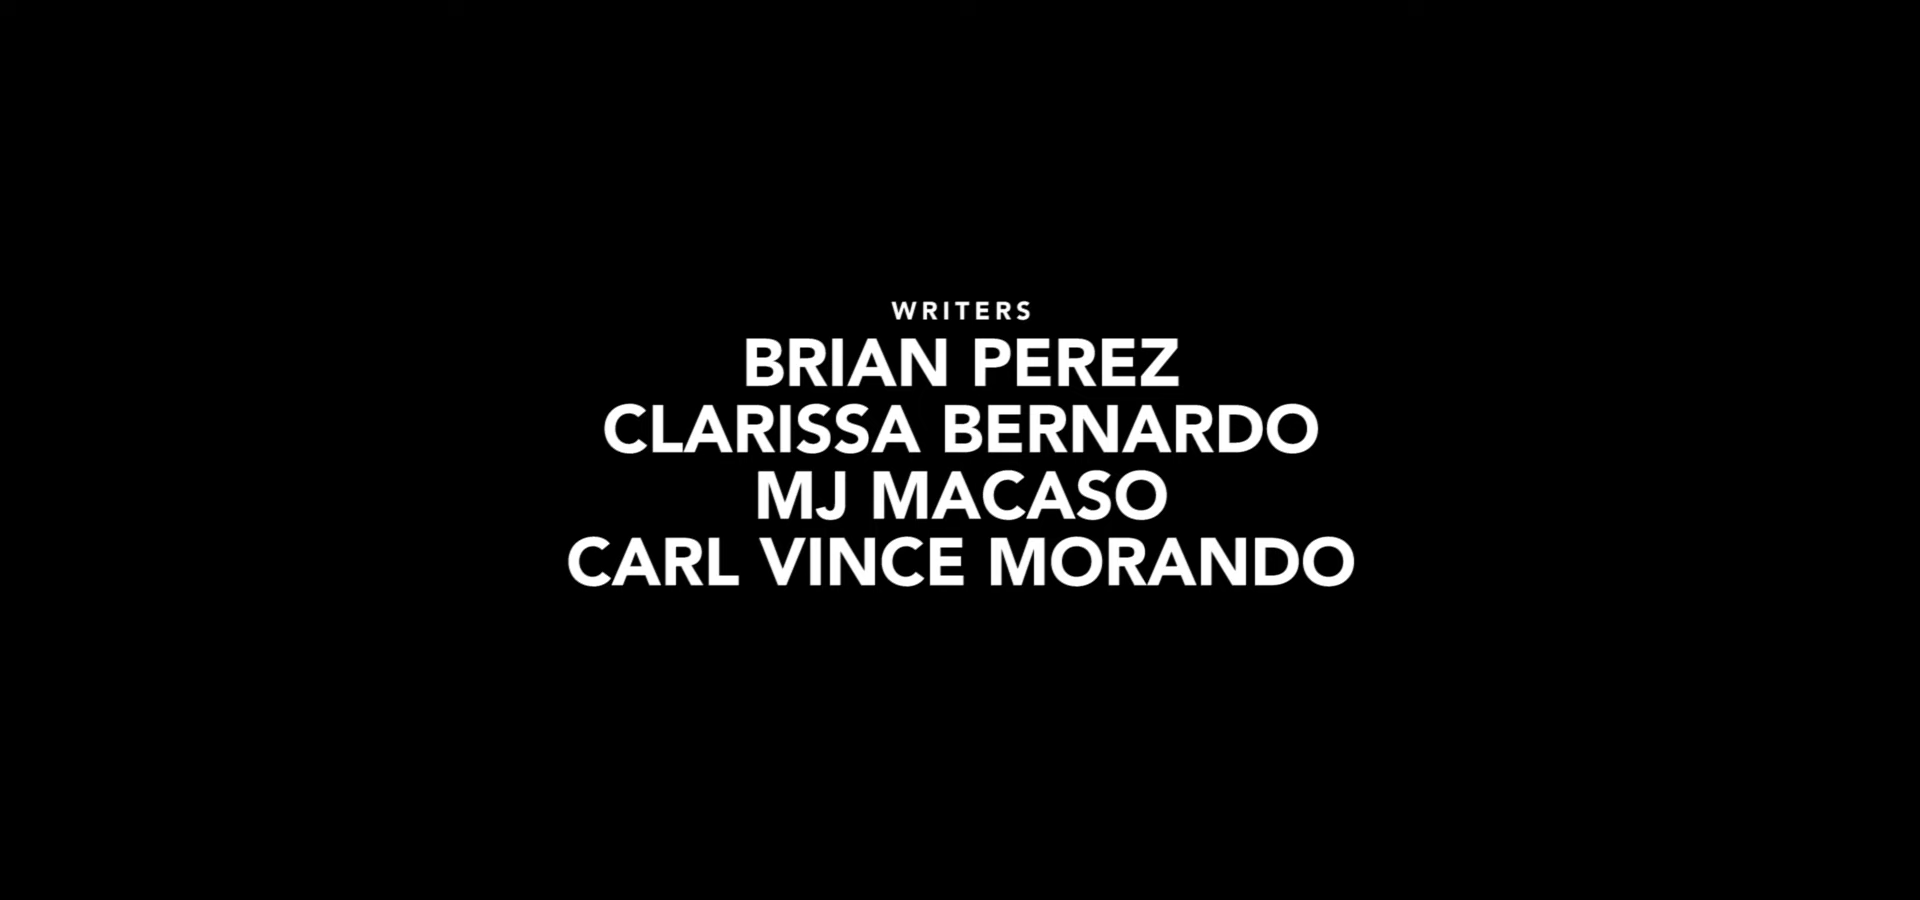 WRITERS
BRIAN PEREZ
CLARISSA BERNARDO
MJ MACASO
CARL VINCE MORANDO